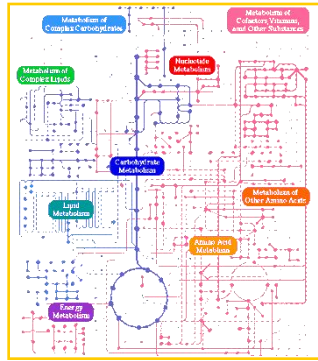 Metabolism of
Complex Carbohydrates
Metabolism of
Cofactors, Vitamins,
and Other Substances
Nucleotide
Metabolism
Metabolism of
Complex Lipids
Carbohydrate
Metabolism
Metabolism of
Other Amino Acids
Lipid
Metabolism
Amino Acid
Metabolism
Energy
Metabolism